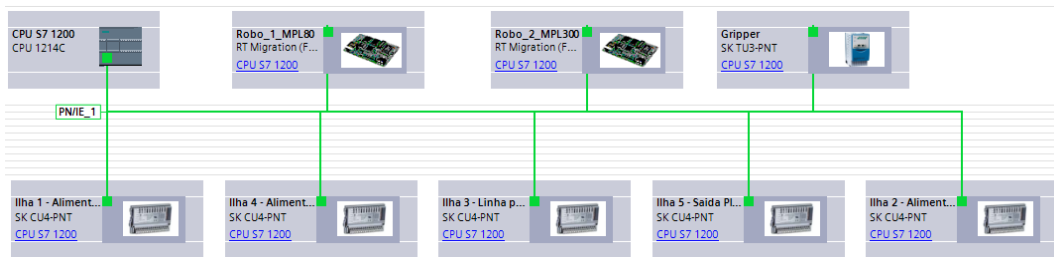 CPU S7 1200
CPU 1214C
Robo_1_MPL80
RT Migration (F...
CPU S7 1200
Robo_2_MPL300
RT Migration (F...
CPU S7 1200
Gripper
SK TU3-PNT
CPU S7 1200
PN/IE_1
Ilha 1 - Aliment...
SK CU4-PNT
CPU S7 1200
Ilha 4 - Aliment...
SK CU4-PNT
CPU S7 1200
Ilha 3 - Linha p...
SK CU4-PNT
CPU S7 1200
Ilha 5 - Saida Pl...
SK CU4-PNT
CPU S7 1200
Ilha 2 - Aliment...
SK CU4-PNT
CPU S7 1200